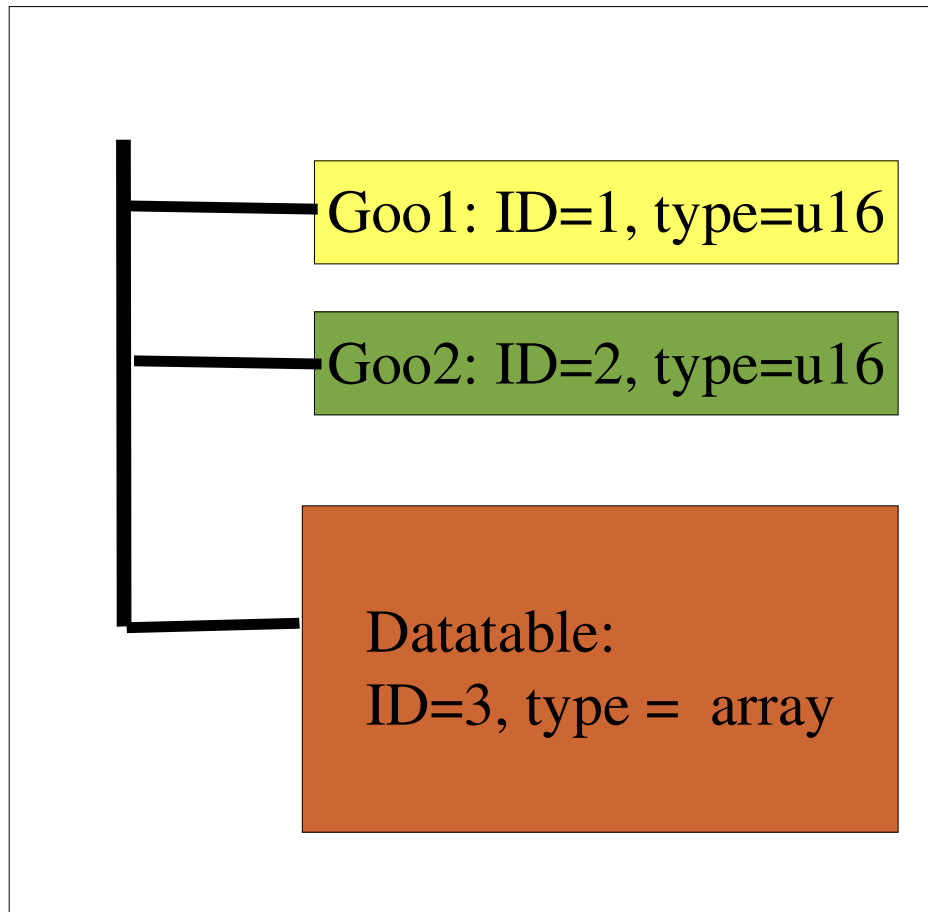 Goo1: ID=1, type=u16
Goo2: ID=2, type=u16
Datatable:
ID=3, type =  array